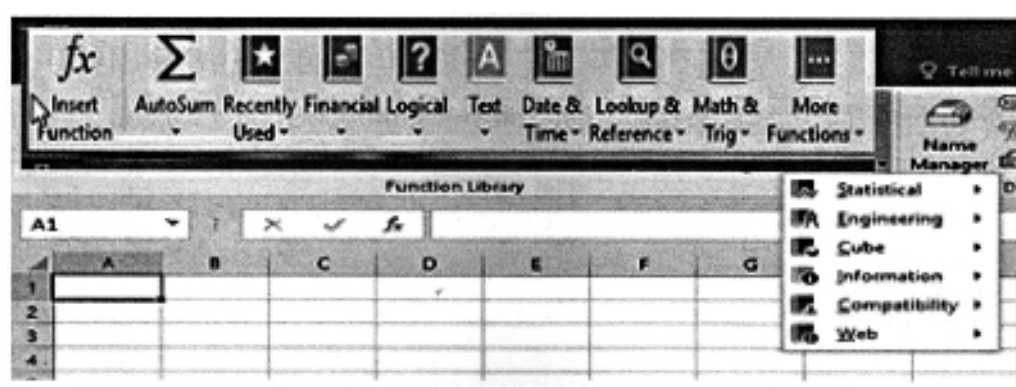 fx Σ ? A θ
Insert AutoSum Recently Financial Logical Text Date & Lookup & Math & More
Function Used Time Reference Trig Functions
Tell me
Name
Manager
Function Library
A1 fx
Statistical
Engineering
Cube
Information
Compatibility
Web
A B C D E F G
1
2
3
4